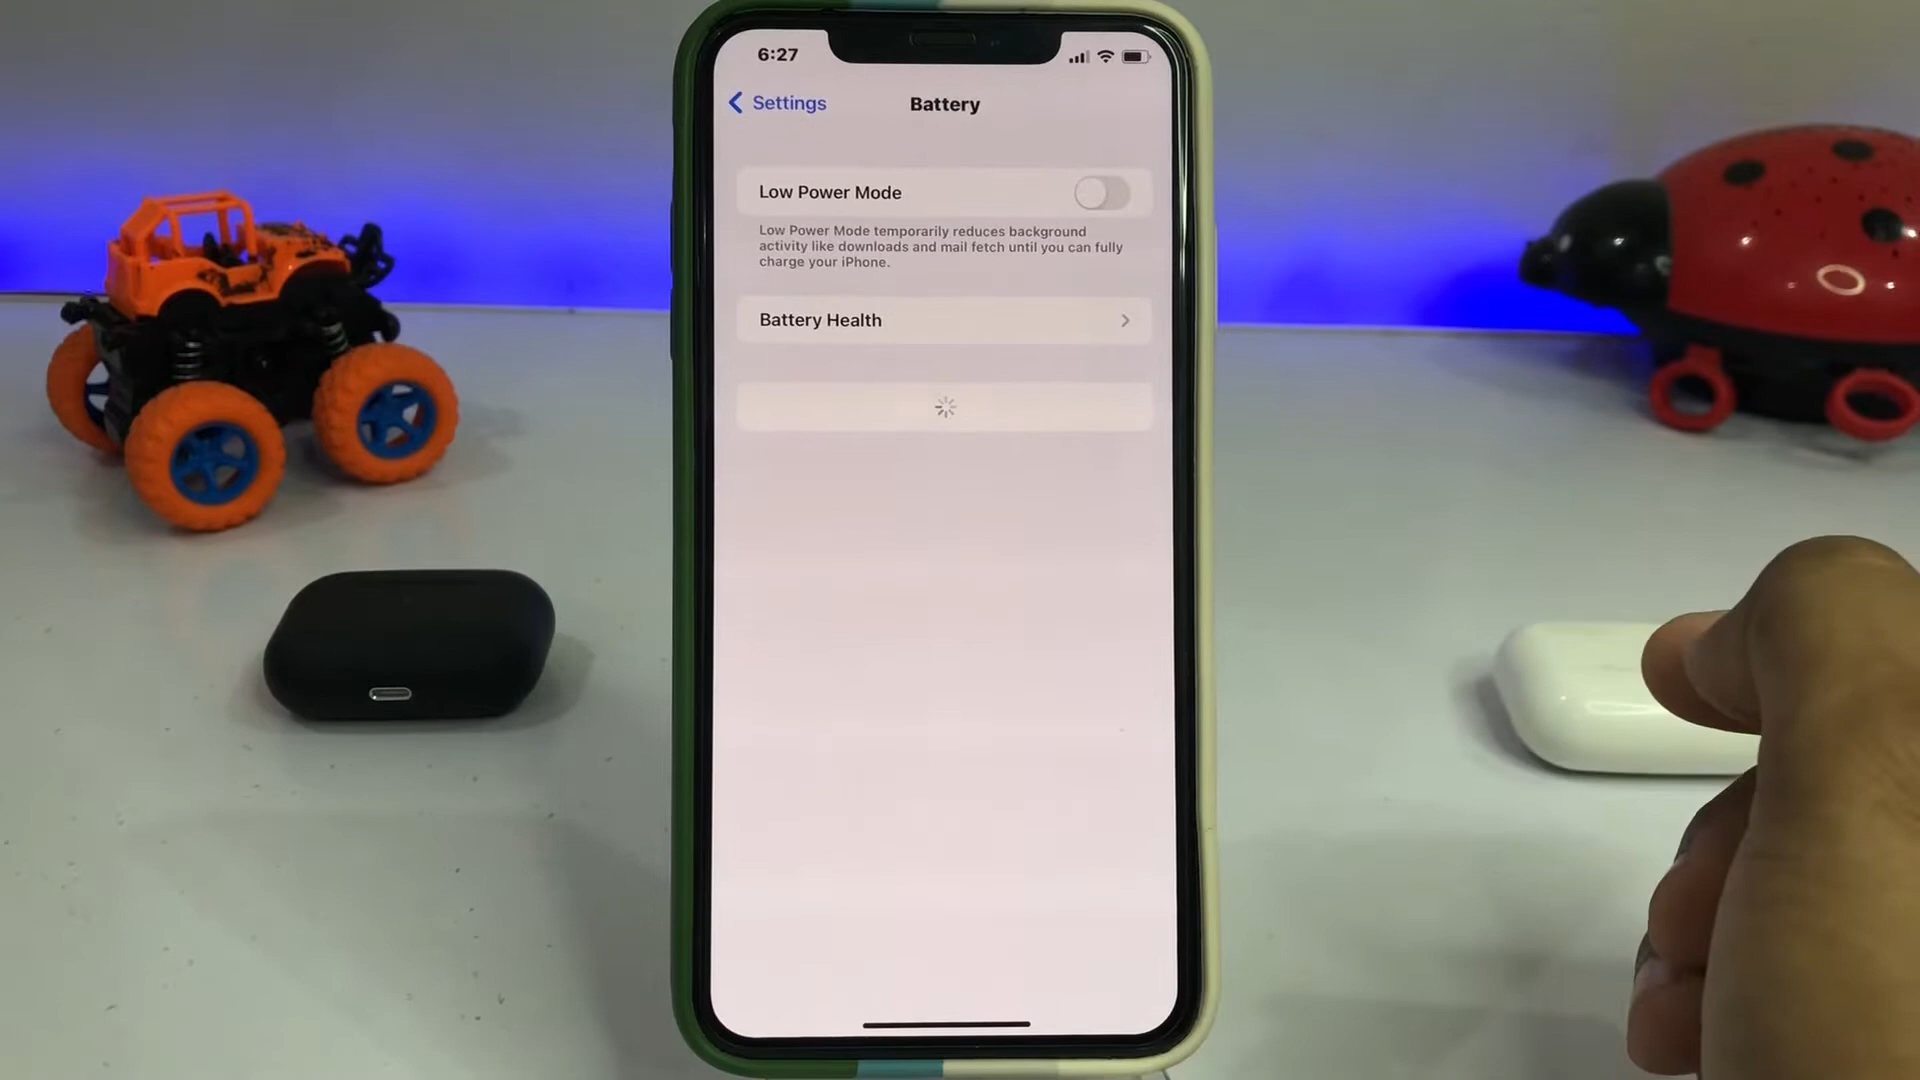 6:27
Settings
Battery
Low Power Mode
Low Power Mode temporarily reduces background
activity like downloads and mail fetch until you can fully
charge your iPhone.
Battery Health